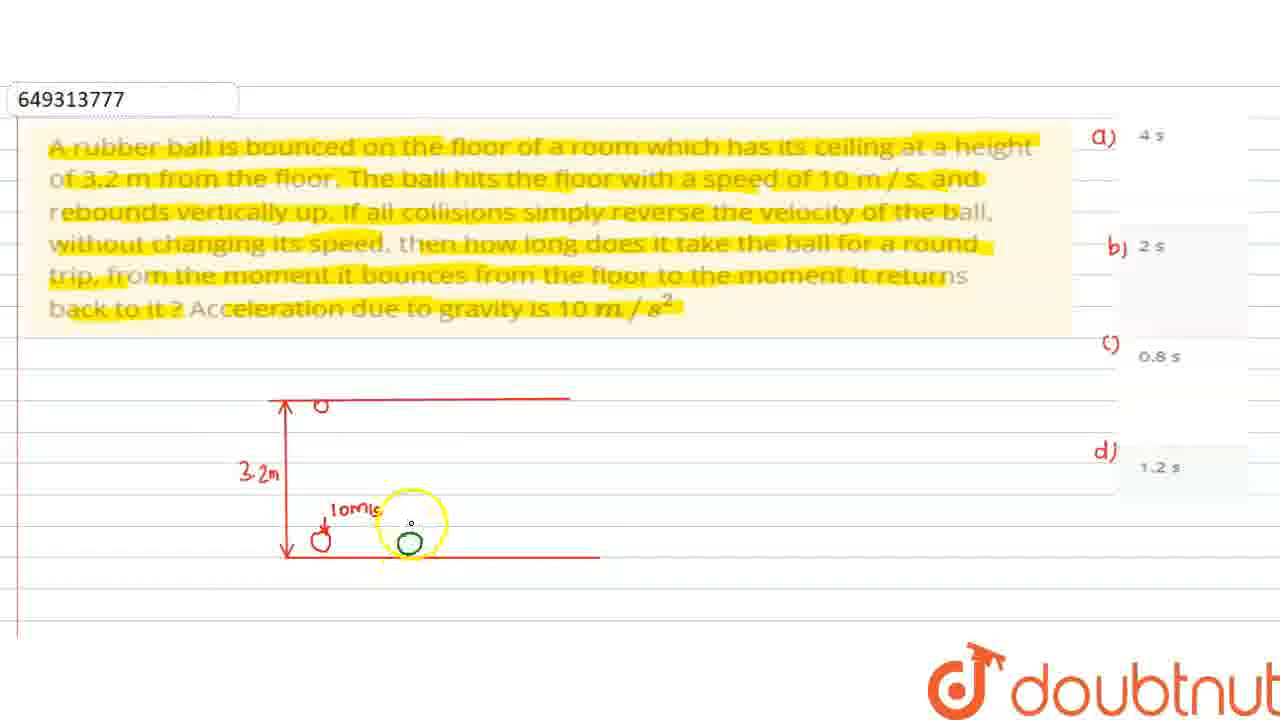 649313777
A rubber ball is bounced on the floor of a room which has its ceiling at a height
of 3.2 m from the floor. The ball hits the floor with a speed of 10 m / s, and
rebounds vertically up. If all collisions simply reverse the velocity of the ball,
without changing its speed, then how long does it take the ball for a round
trip, from the moment it bounces from the floor to the moment it returns
back to it ? Acceleration due to gravity is 10 m / s²
a) 4 s
b) 2 s
c) 0.8 s
d) 1.2 s
3.2m
10m/s
doubtnut